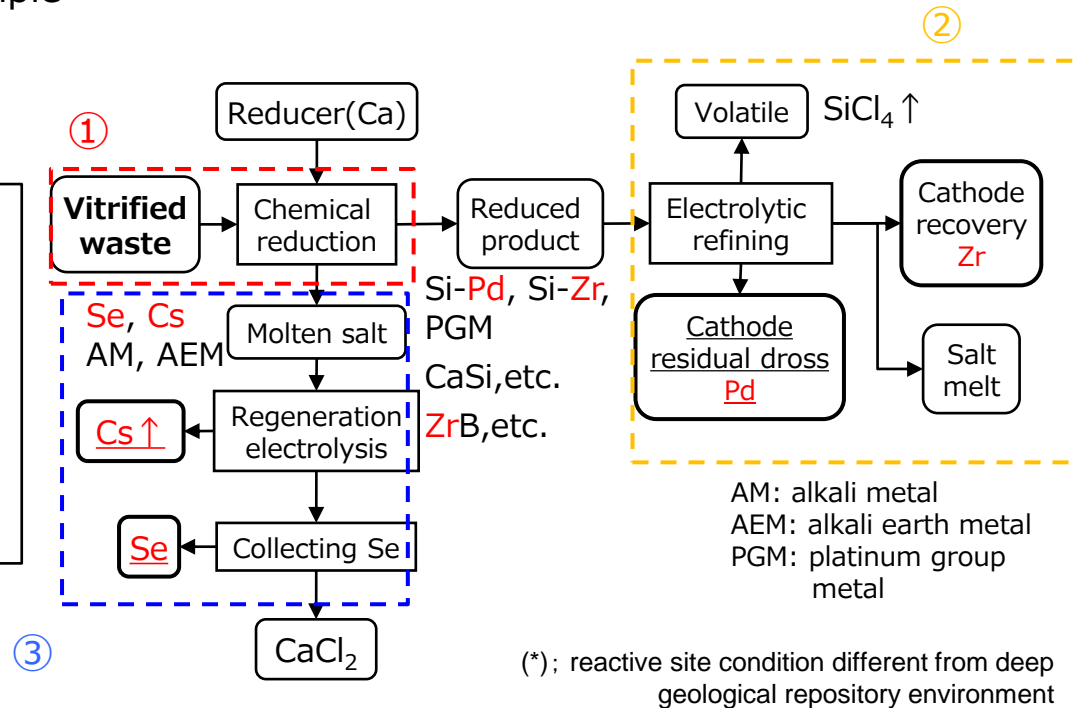 ②
Reducer(Ca)
Volatile
SiCl₄↑
①
Vitrified
waste
Chemical
reduction
Reduced
product
Electrolytic
refining
Cathode
recovery
Zr
Si-Pd, Si-Zr,
PGM
CaSi,etc.
ZrB,etc.
Se, Cs
AM, AEM
Molten salt
Cathode
residual dross
Pd
Salt
melt
Cs↑
Regeneration
electrolysis
Se
Collecting Se
AM: alkali metal
AEM: alkali earth metal
PGM: platinum group
metal
③
CaCl₂
(*); reactive site condition different from deep
geological repository environment